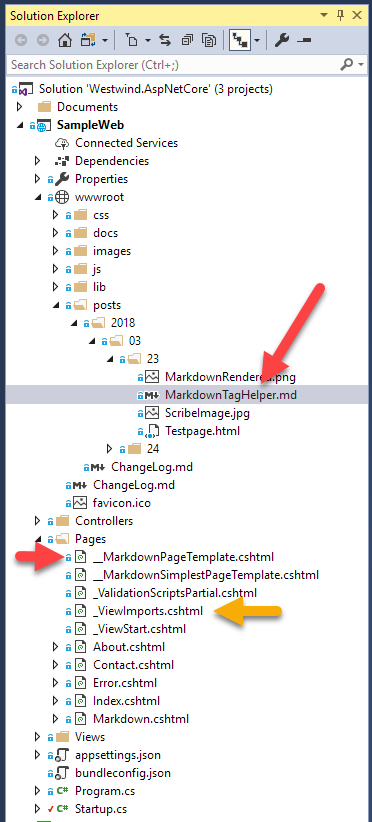 Solution Explorer
Search Solution Explorer (Ctrl+;)
Solution 'Westwind.AspNetCore' (3 projects)
Documents
SampleWeb
Connected Services
Dependencies
Properties
wwwroot
css
docs
images
js
lib
posts
2018
03
23
MarkdownRendered.png
MarkdownTagHelper.md
ScribeImage.jpg
Testpage.html
24
ChangeLog.md
ChangeLog.md
favicon.ico
Controllers
Pages
__MarkdownPageTemplate.cshtml
__MarkdownSimplestPageTemplate.cshtml
_ValidationScriptsPartial.cshtml
_ViewImports.cshtml
_ViewStart.cshtml
About.cshtml
Contact.cshtml
Error.cshtml
Index.cshtml
Markdown.cshtml
Views
appsettings.json
bundleconfig.json
C# Program.cs
C# Startup.cs